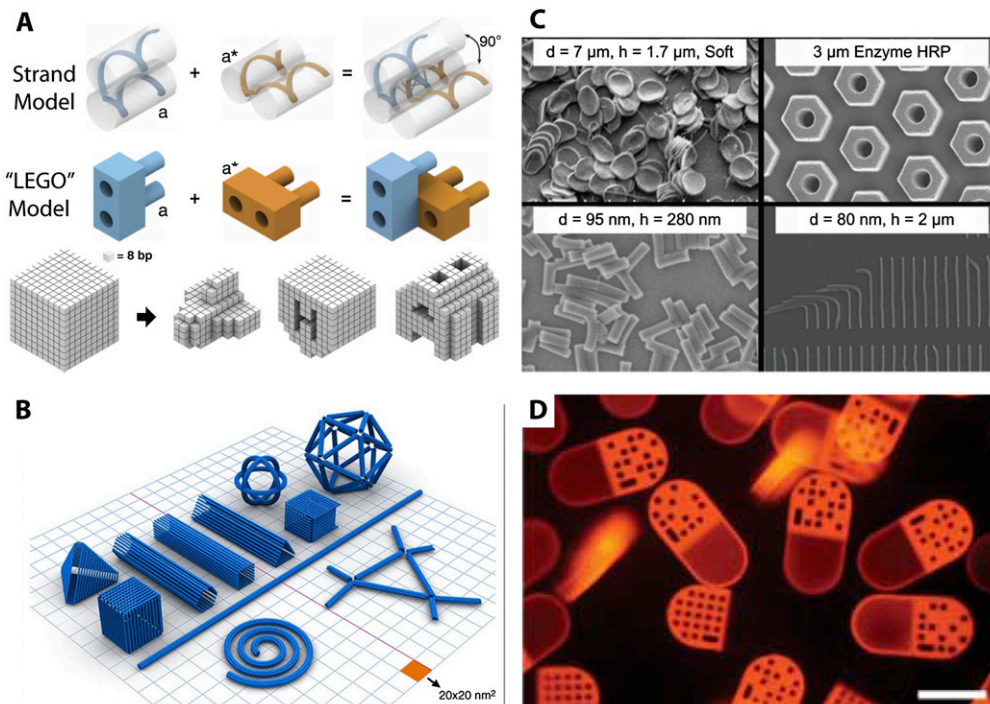 A
Strand
Model
a
+
a*
=
90°
"LEGO"
Model
a
+
a*
=
= 8 bp
B
20x20 nm²
C
d = 7 µm, h = 1.7 µm, Soft
3 µm Enzyme HRP
d = 95 nm, h = 280 nm
d = 80 nm, h = 2 µm
D